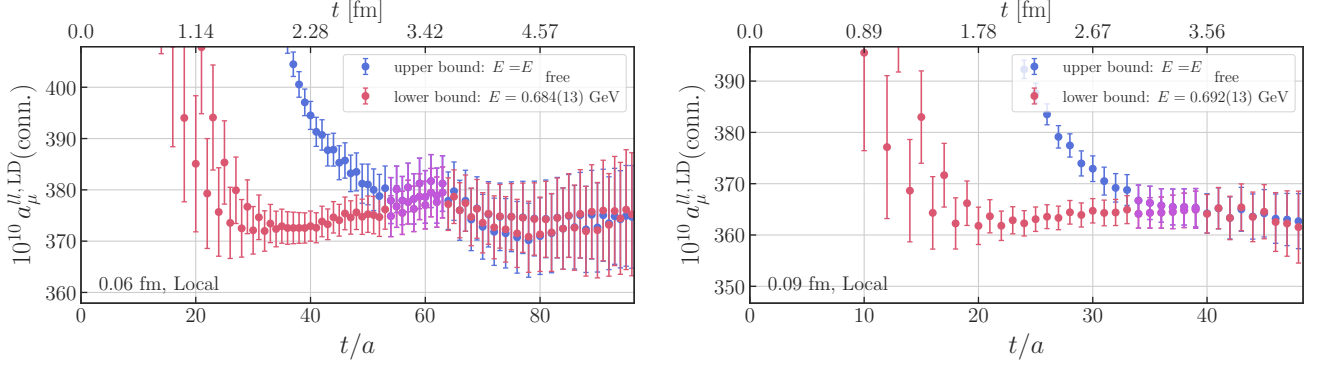 t [fm]
0.0 1.14 2.28 3.42 4.57
10^{10} a_μ^{ll, LD}(conn.)
400
390
380
370
360
upper bound: E =E_free
lower bound: E = 0.684(13) GeV
0.06 fm, Local
0 20 40 60 80
t/a
t [fm]
0.0 0.89 1.78 2.67 3.56
10^{10} a_μ^{ll, LD}(conn.)
390
380
370
360
350
upper bound: E =E_free
lower bound: E = 0.692(13) GeV
0.09 fm, Local
0 10 20 30 40
t/a